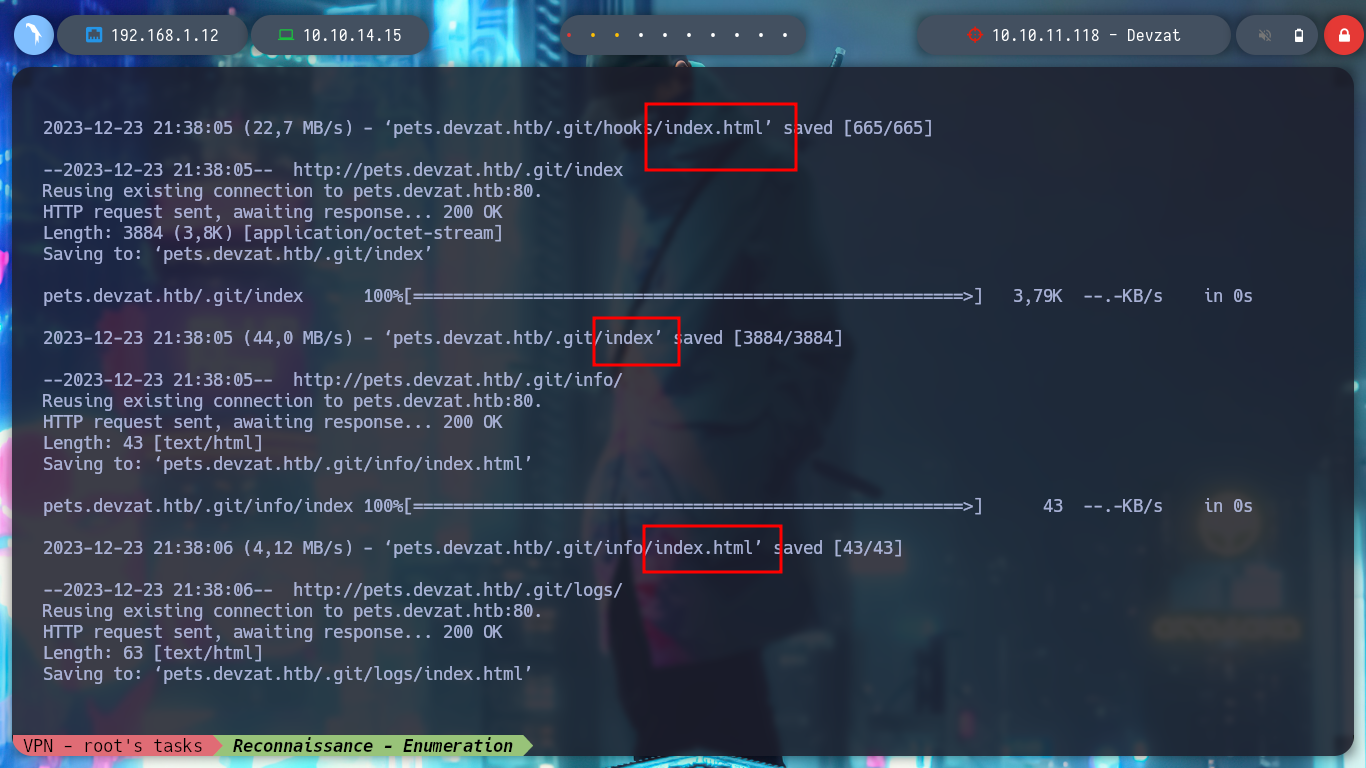 192.168.1.12 10.10.14.15 10.10.11.118 - Devzat
2023-12-23 21:38:05 (22,7 MB/s) - ‘pets.devzat.htb/.git/hooks/index.html’ saved [665/665]
--2023-12-23 21:38:05--  http://pets.devzat.htb/.git/index
Reusing existing connection to pets.devzat.htb:80.
HTTP request sent, awaiting response... 200 OK
Length: 3884 (3,8K) [application/octet-stream]
Saving to: ‘pets.devzat.htb/.git/index’
pets.devzat.htb/.git/index      100%[=======================================================>]   3,79K  --.-KB/s    in 0s
2023-12-23 21:38:05 (44,0 MB/s) - ‘pets.devzat.htb/.git/index’ saved [3884/3884]
--2023-12-23 21:38:05--  http://pets.devzat.htb/.git/info/
Reusing existing connection to pets.devzat.htb:80.
HTTP request sent, awaiting response... 200 OK
Length: 43 [text/html]
Saving to: ‘pets.devzat.htb/.git/info/index.html’
pets.devzat.htb/.git/info/index 100%[=======================================================>]      43  --.-KB/s    in 0s
2023-12-23 21:38:06 (4,12 MB/s) - ‘pets.devzat.htb/.git/info/index.html’ saved [43/43]
--2023-12-23 21:38:06--  http://pets.devzat.htb/.git/logs/
Reusing existing connection to pets.devzat.htb:80.
HTTP request sent, awaiting response... 200 OK
Length: 63 [text/html]
Saving to: ‘pets.devzat.htb/.git/logs/index.html’
VPN - root's tasks Reconnaissance - Enumeration